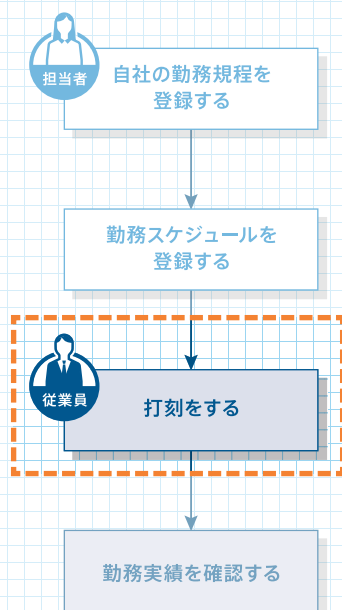 担当者
自社の勤務規程を
登録する
勤務スケジュールを
登録する
従業員
打刻をする
勤務実績を確認する